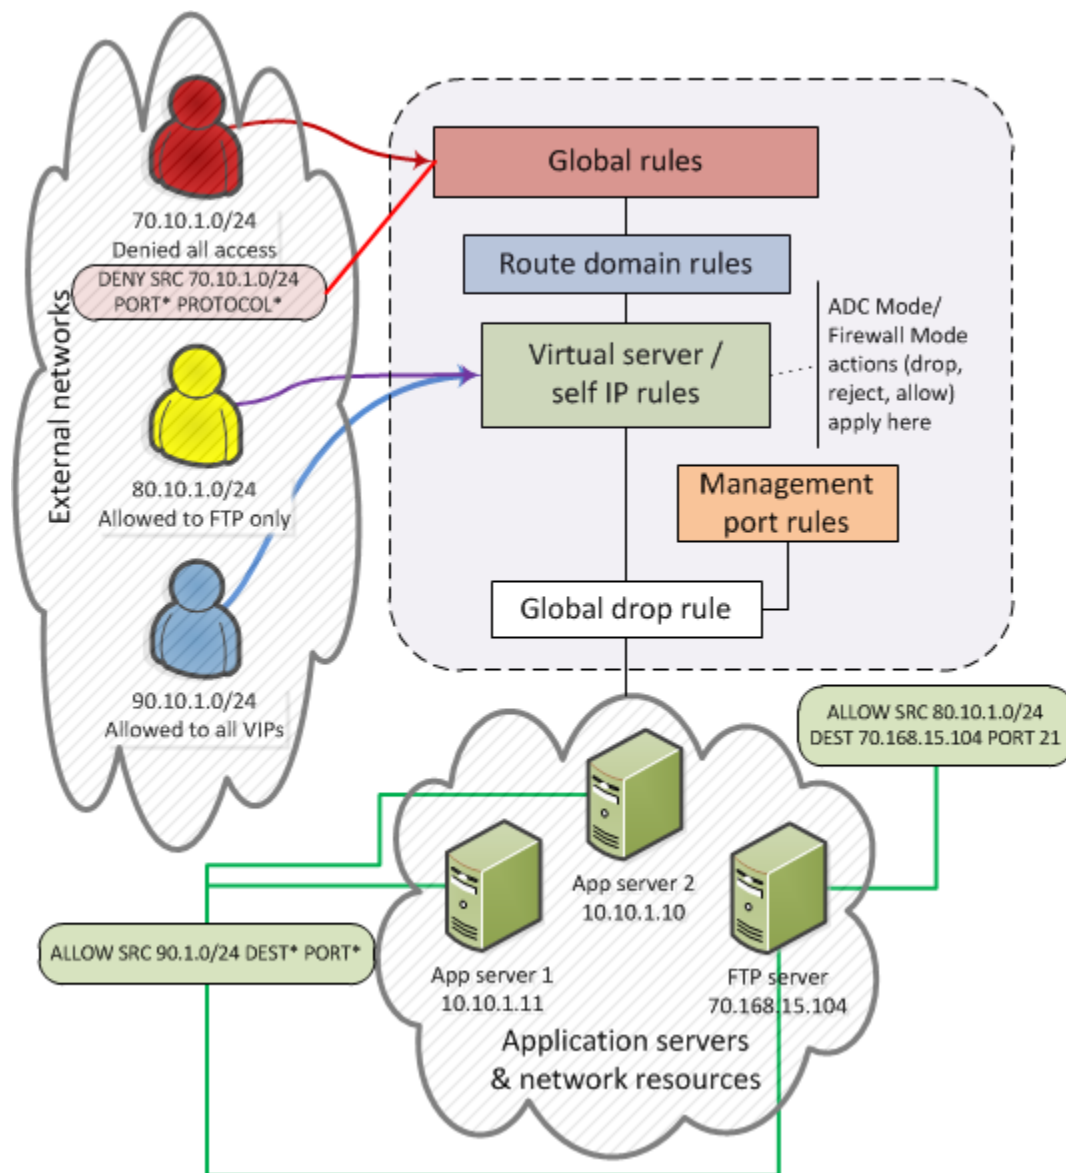 External networks
70.10.1.0/24
Denied all access
DENY SRC 70.10.1.0/24
PORT* PROTOCOL*
80.10.1.0/24
Allowed to FTP only
90.10.1.0/24
Allowed to all VIPs
Global rules
Route domain rules
Virtual server /
self IP rules
ADC Mode/
Firewall Mode
actions (drop,
reject, allow)
apply here
Management
port rules
Global drop rule
ALLOW SRC 80.10.1.0/24
DEST 70.168.15.104 PORT 21
App server 2
10.10.1.10
ALLOW SRC 90.1.0/24 DEST* PORT*
App server 1
10.10.1.11
FTP server
70.168.15.104
Application servers
& network resources